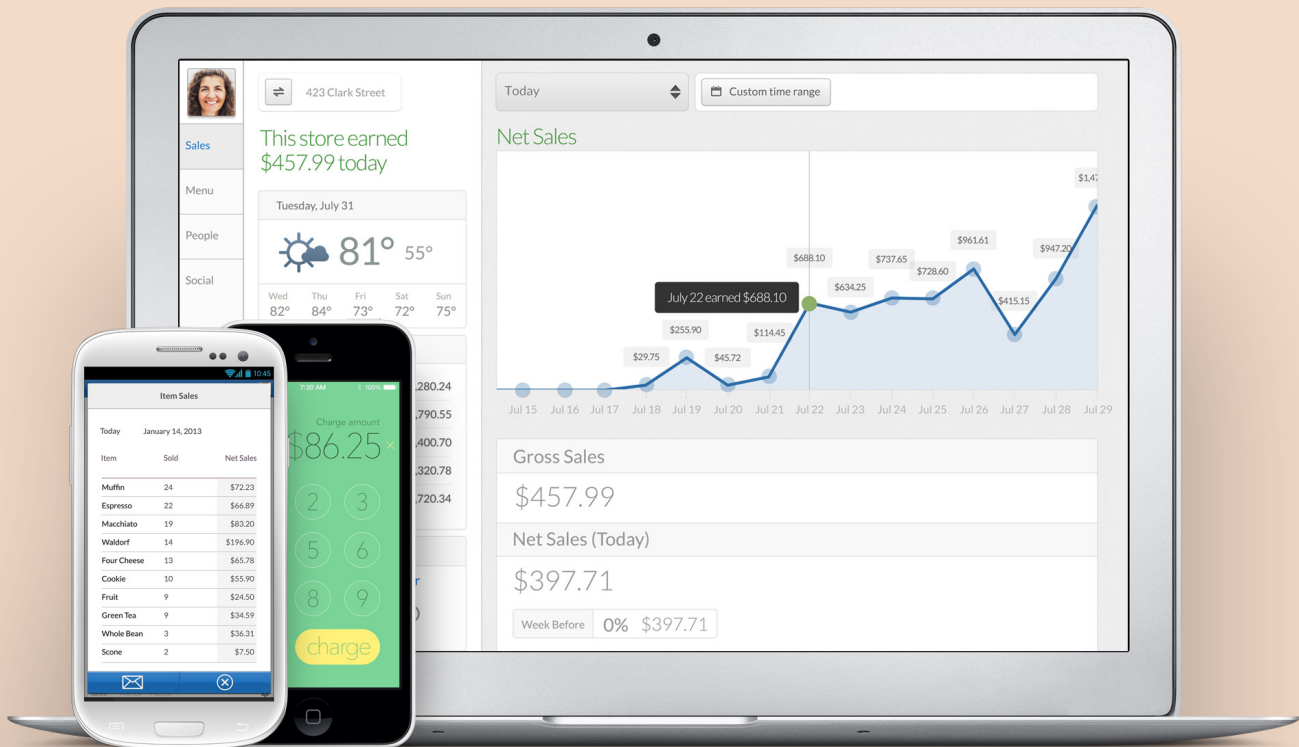 423 Clark Street
Today
Custom time range
Sales
Menu
People
Social
This store earned
$457.99 today
Tuesday, July 31
81° 55°
Wed Thu Fri Sat Sun
82° 84° 73° 72° 75°
,280.24
,790.55
,400.70
,320.78
,720.34
Net Sales
$1,47
$961.61
$947.20
$688.10
$737.65
$728.60
$634.25
July 22 earned $688.10
$415.15
$255.90
$114.45
$29.75
$45.72
Jul 15 Jul 16 Jul 17 Jul 18 Jul 19 Jul 20 Jul 21 Jul 22 Jul 23 Jul 24 Jul 25 Jul 26 Jul 27 Jul 28 Jul 29
Gross Sales
$457.99
Net Sales (Today)
$397.71
Week Before 0% $397.71
10:45
Item Sales
Today January 14, 2013
Item Sold Net Sales
Muffin 24 $72.23
Espresso 22 $66.89
Macchiato 19 $83.20
Waldorf 14 $196.90
Four Cheese 13 $65.78
Cookie 10 $55.90
Fruit 9 $24.50
Green Tea 9 $34.59
Whole Bean 3 $36.31
Scone 2 $7.50
7:30 AM 100%
Charge amount
$86.25 ×
2 3
5 6
8 9
charge